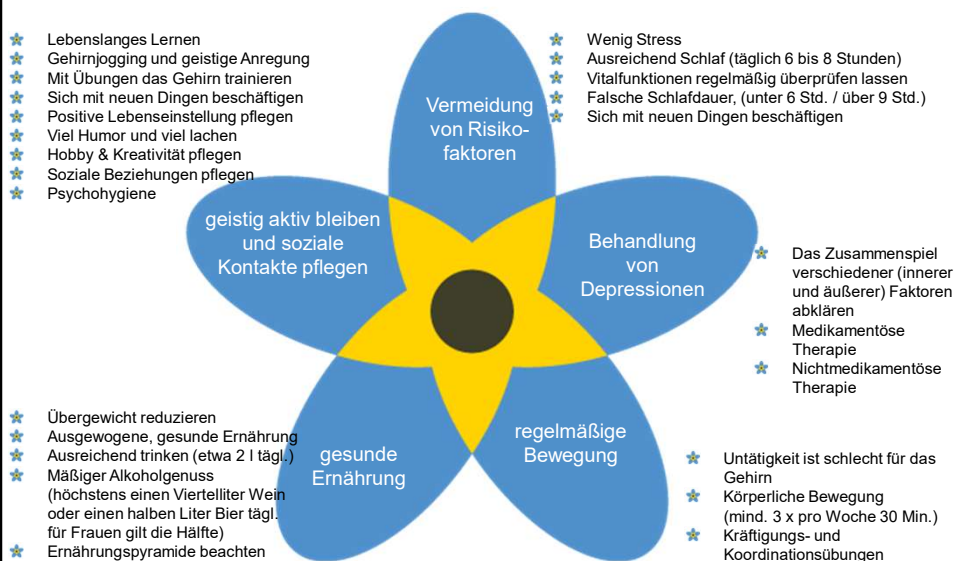 Lebenslanges Lernen
Gehirnjogging und geistige Anregung
Mit Übungen das Gehirn trainieren
Sich mit neuen Dingen beschäftigen
Positive Lebenseinstellung pflegen
Viel Humor und viel lachen
Hobby & Kreativität pflegen
Soziale Beziehungen pflegen
Psychohygiene
Vermeidung
von Risiko-
faktoren
Wenig Stress
Ausreichend Schlaf (täglich 6 bis 8 Stunden)
Vitalfunktionen regelmäßig überprüfen lassen
Falsche Schlafdauer, (unter 6 Std. / über 9 Std.)
Sich mit neuen Dingen beschäftigen
geistig aktiv bleiben
und soziale
Kontakte pflegen
Behandlung
von
Depressionen
Das Zusammenspiel
verschiedener (innerer
und äußerer) Faktoren
abklären
Medikamentöse
Therapie
Nichtmedikamentöse
Therapie
Übergewicht reduzieren
Ausgewogene, gesunde Ernährung
Ausreichend trinken (etwa 2 l tägl.)
Mäßiger Alkoholgenuss
(höchstens einen Viertelliter Wein
oder einen halben Liter Bier tägl.
für Frauen gilt die Hälfte)
Ernährungspyramide beachten
gesunde
Ernährung
regelmäßige
Bewegung
Untätigkeit ist schlecht für das
Gehirn
Körperliche Bewegung
(mind. 3 x pro Woche 30 Min.)
Kräftigungs- und
Koordinationsübungen